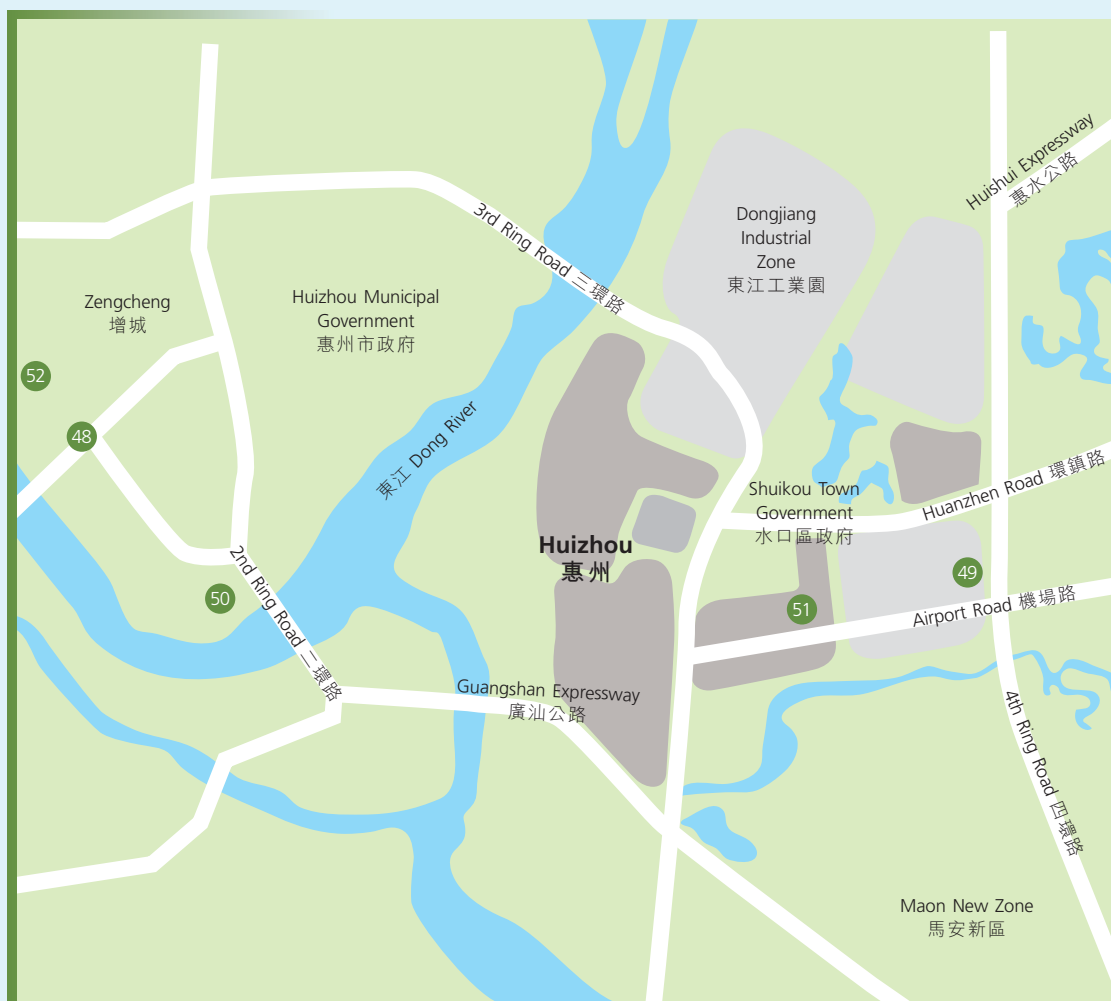 Huishui Expressway
惠水公路
3rd Ring Road 三環路
Dongjiang
Industrial
Zone
東江工業園
Zengcheng
增城
Huizhou Municipal
Government
惠州市政府
52
48
東江 Dong River
Shuikou Town
Government
水口區政府
Huanzhen Road 環鎮路
Huizhou
惠州
2nd Ring Road 二環路
50
49
51
Airport Road 機場路
Guangshan Expressway
廣汕公路
4th Ring Road 四環路
Maon New Zone
馬安新區